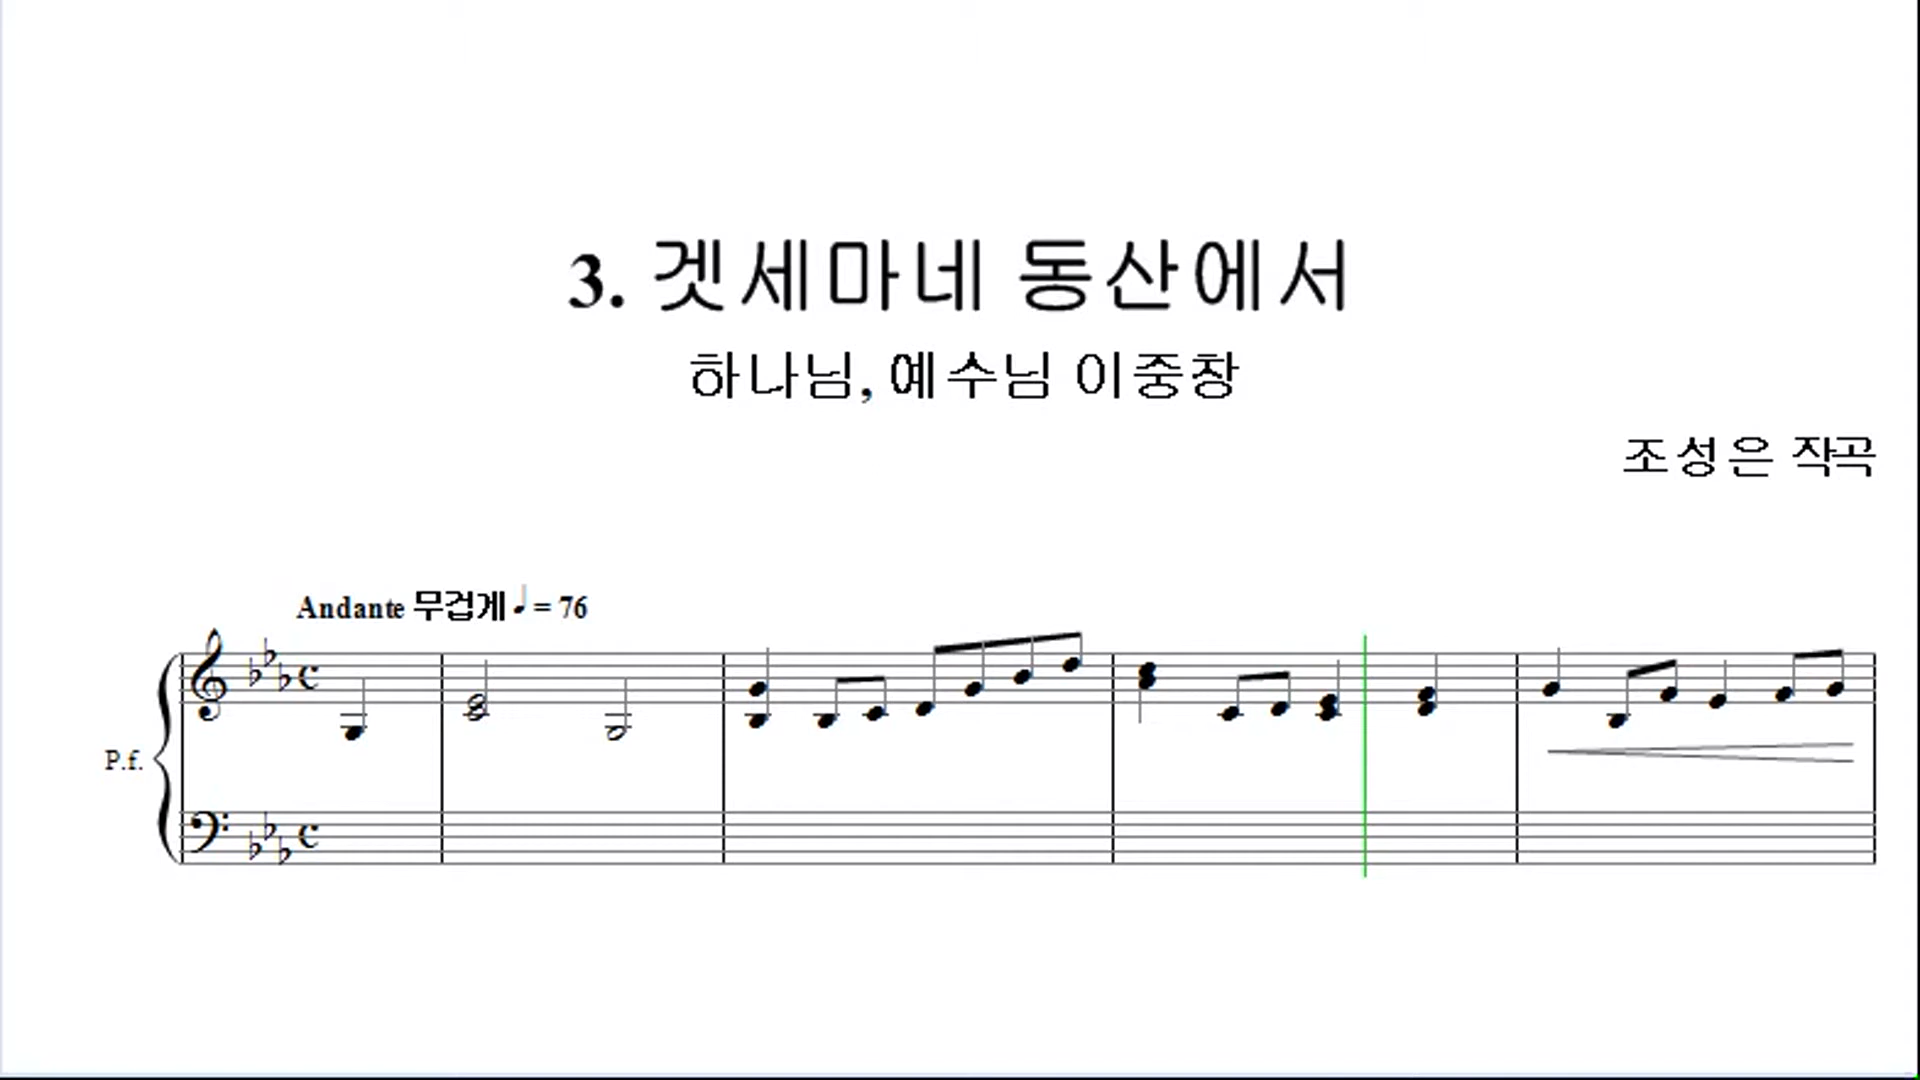 3. 겟세마네 동산에서
하나님, 예수님 이중창
조성은 작곡
Andante 무겁게 ♩ = 76
P.f.